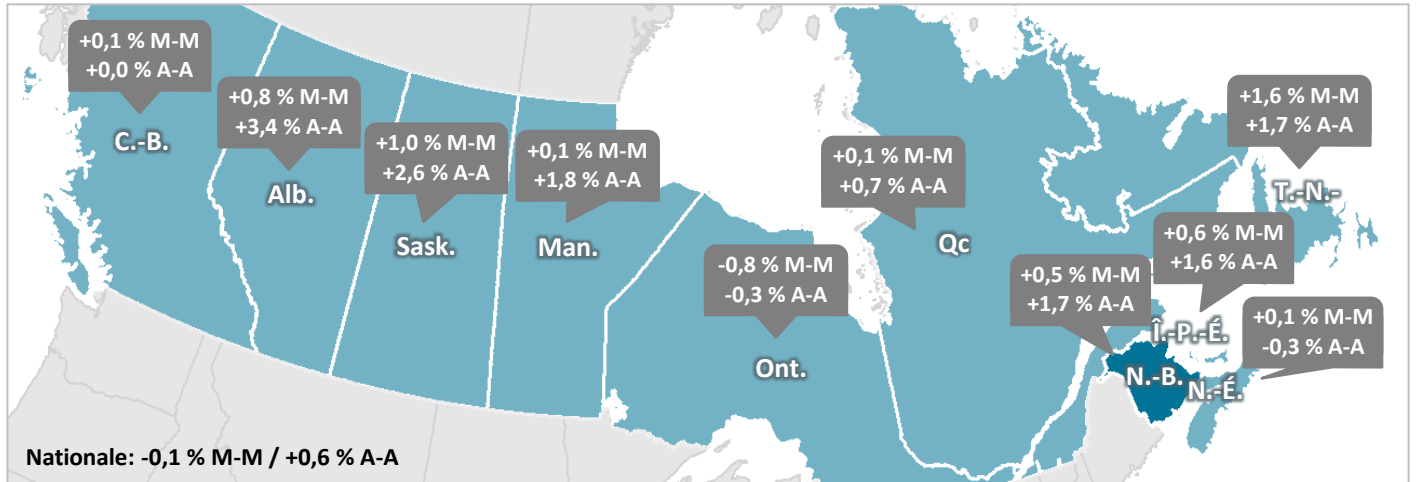 +0,1 % M-M
+0,0 % A-A
C.-B.
+0,8 % M-M
+3,4 % A-A
Alb.
+1,0 % M-M
+2,6 % A-A
Sask.
+0,1 % M-M
+1,8 % A-A
Man.
-0,8 % M-M
-0,3 % A-A
Ont.
+0,1 % M-M
+0,7 % A-A
Qc
+1,6 % M-M
+1,7 % A-A
T.-N.-
+0,6 % M-M
+1,6 % A-A
Î.-P.-É.
+0,5 % M-M
+1,7 % A-A
N.-B.
+0,1 % M-M
-0,3 % A-A
N.-É.
Nationale: -0,1 % M-M / +0,6 % A-A